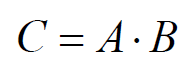 C = A · B